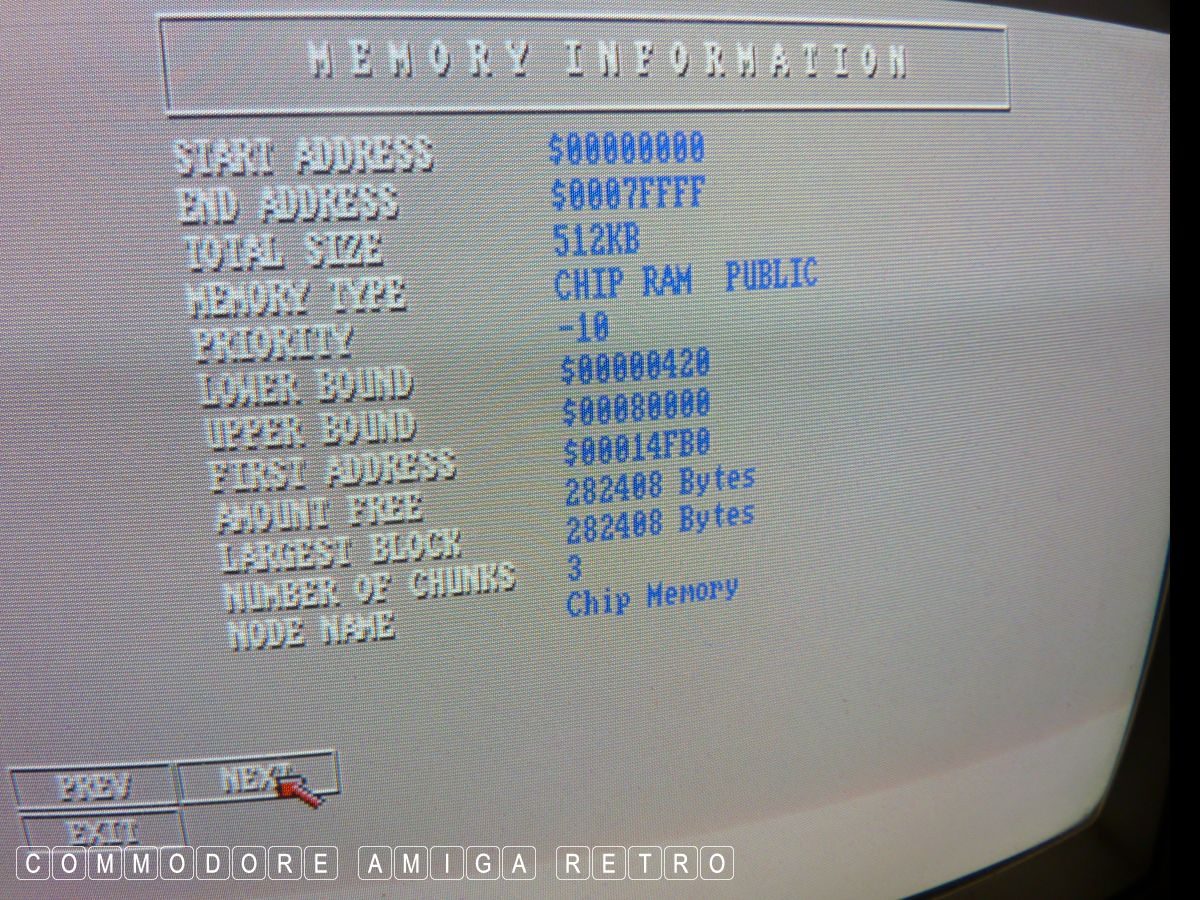 MEMORY INFORMATION
START ADDRESS $00000000
END ADDRESS $0007FFFF
TOTAL SIZE 512KB
MEMORY TYPE CHIP RAM PUBLIC
PRIORITY -10
LOWER BOUND $00000420
UPPER BOUND $00080000
FIRST ADDRESS $00014FB0
AMOUNT FREE 282408 Bytes
LARGEST BLOCK 282408 Bytes
NUMBER OF CHUNKS 3
NODE NAME Chip Memory
PREV NEXT
EXIT
COMMODORE AMIGA RETRO